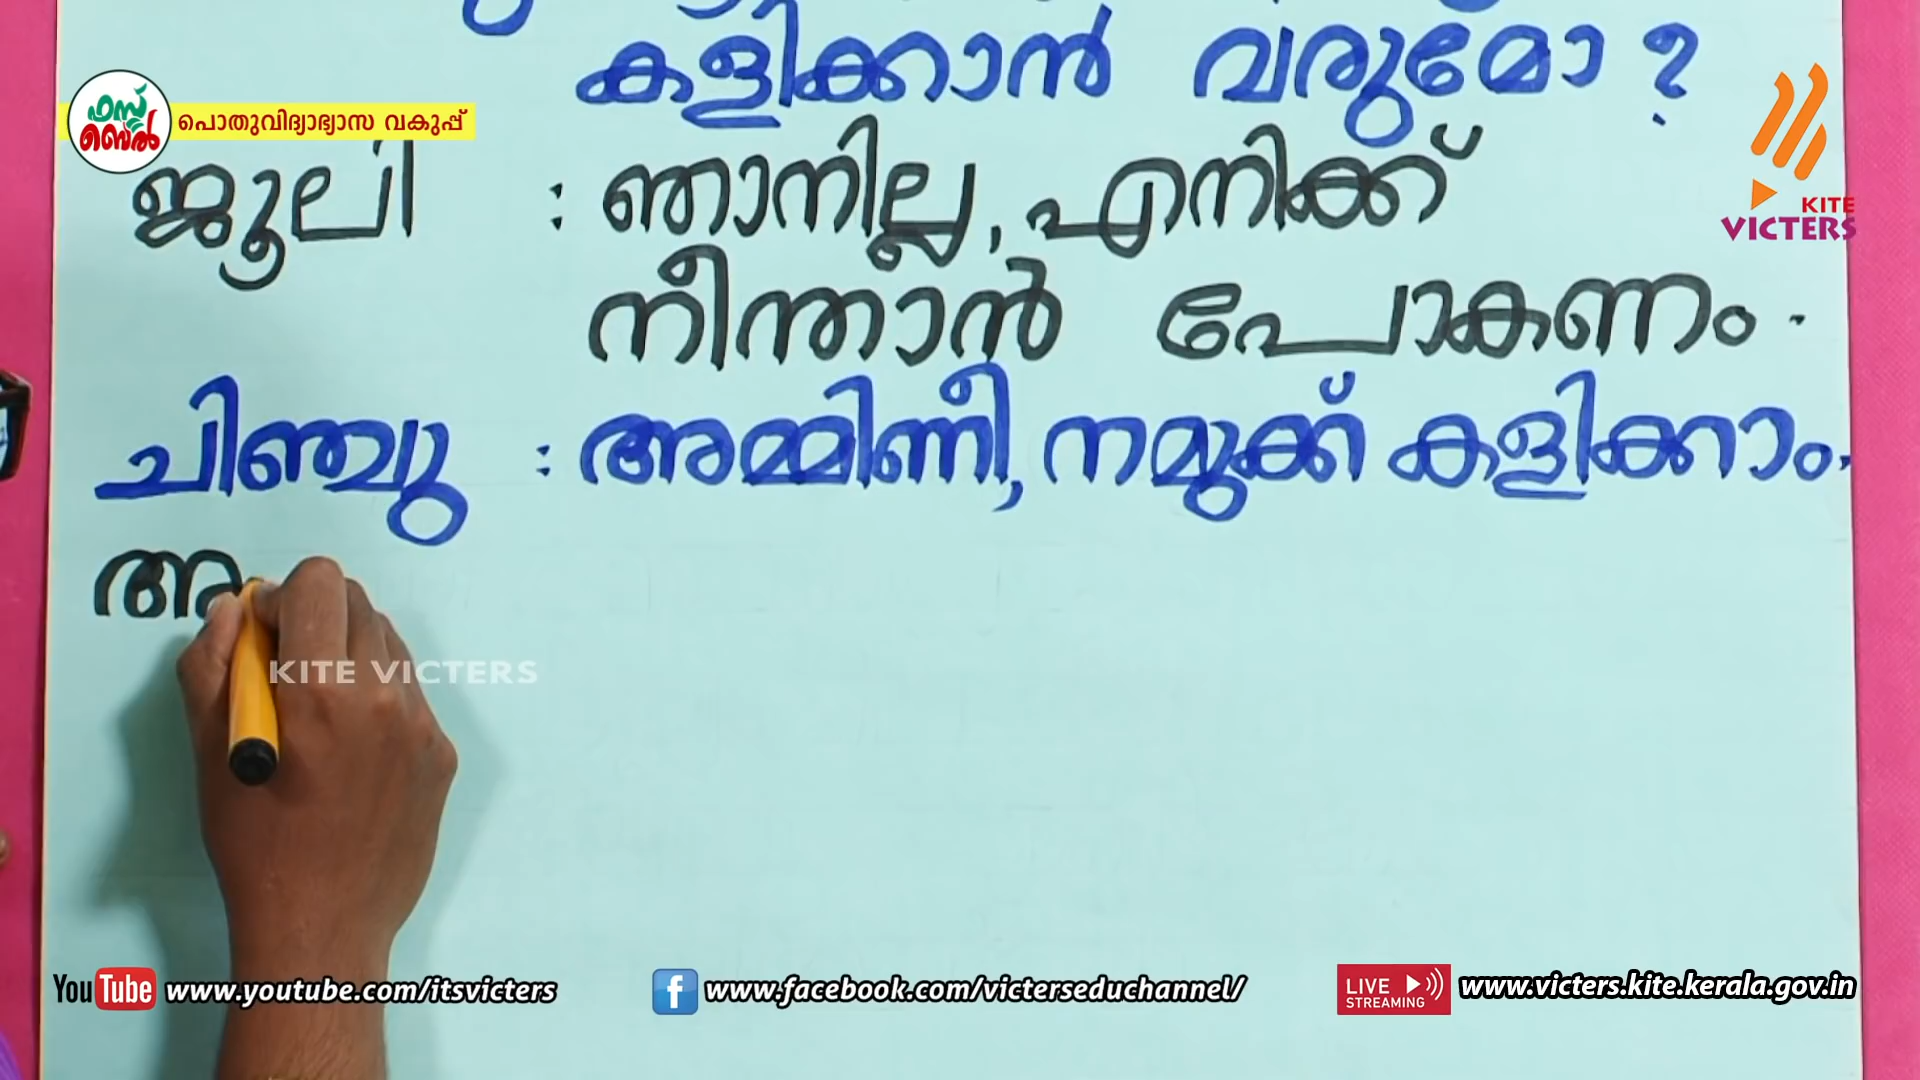 കളിക്കാൻ വരുമോ ?
ഫസ്റ്റ്
ബെൽ
പൊതുവിദ്യാഭ്യാസ വകുപ്പ്
ജൂലി : ഞാനില്ല, എനിക്ക്
നീന്താൻ പോകണം.
KITE
VICTERS
ചിഞ്ചു : അമ്മിണീ, നമുക്ക് കളിക്കാം.
അ
KITE VICTERS
YouTube www.youtube.com/itsvicters
f www.facebook.com/victerseduchannel/
LIVE
STREAMING
www.victers.kite.kerala.gov.in